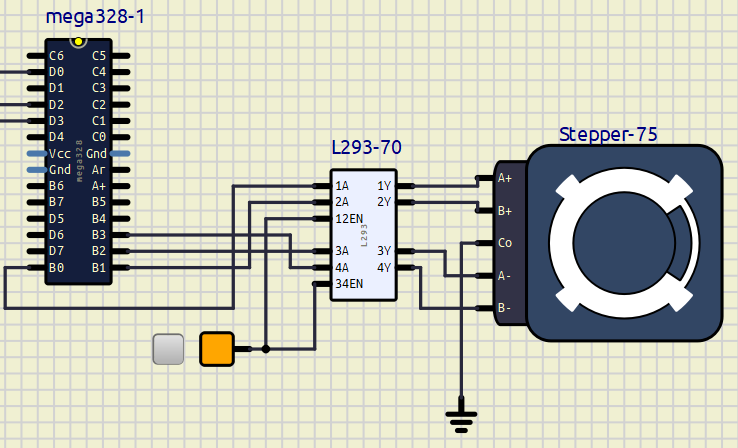 mega328-1
C6 C5
D0 C4
D1 C3
D2 C2
D3 C1
D4 C0
Vcc Gnd
Gnd Ar
B6 A+
B7 B5
D5 B4
D6 B3
D7 B2
B0 B1
mega328
L293-70
1A 1Y
2A 2Y
12EN
3A 3Y
4A 4Y
34EN
L293
Stepper-75
A+
B+
Co
A-
B-